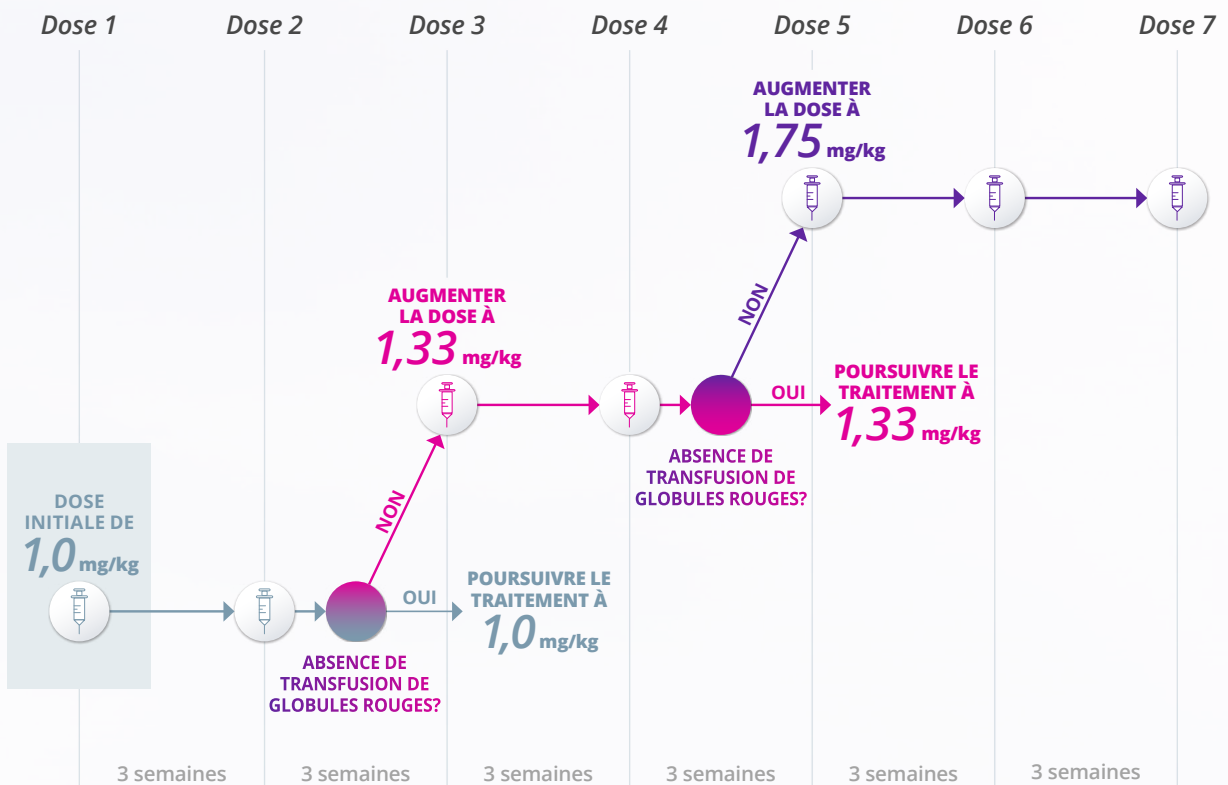 Dose 1
Dose 2
Dose 3
Dose 4
Dose 5
Dose 6
Dose 7
AUGMENTER
LA DOSE À
1,75 mg/kg
NON
AUGMENTER
LA DOSE À
1,33 mg/kg
OUI
POURSUIVRE LE
TRAITEMENT À
1,33 mg/kg
ABSENCE DE
TRANSFUSION DE
GLOBULES ROUGES?
NON
DOSE
INITIALE DE
1,0 mg/kg
OUI
POURSUIVRE LE
TRAITEMENT À
1,0 mg/kg
ABSENCE DE
TRANSFUSION DE
GLOBULES ROUGES?
3 semaines
3 semaines
3 semaines
3 semaines
3 semaines
3 semaines